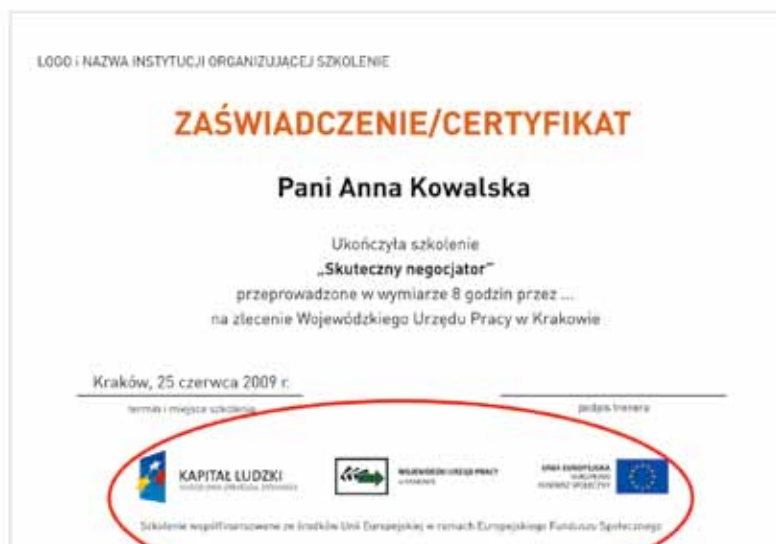 LOGO i NAZWA INSTYTUCJI ORGANIZUJĄCEJ SZKOLENIE
ZAŚWIADCZENIE/CERTYFIKAT
Pani Anna Kowalska
Ukończyła szkolenie
„Skuteczny negocjator”
przeprowadzone w wymiarze 8 godzin przez ...
na zlecenie Wojewódzkiego Urzędu Pracy w Krakowie
Kraków, 25 czerwca 2009 r.
termin i miejsce szkolenia
podpis trenera
KAPITAŁ LUDZKI
NARODOWA STRATEGIA SPÓJNOŚCI
WOJEWÓDZKI URZĄD PRACY
W KRAKOWIE
UNIA EUROPEJSKA
EUROPEJSKI
FUNDUSZ SPOŁECZNY
Szkolenie współfinansowane ze środków Unii Europejskiej w ramach Europejskiego Funduszu Społecznego